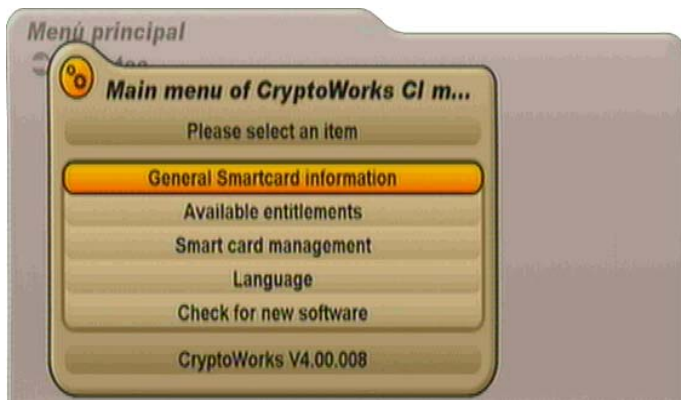 Menú principal
Main menu of CryptoWorks CI m...
Please select an item
General Smartcard information
Available entitlements
Smart card management
Language
Check for new software
CryptoWorks V4.00.008